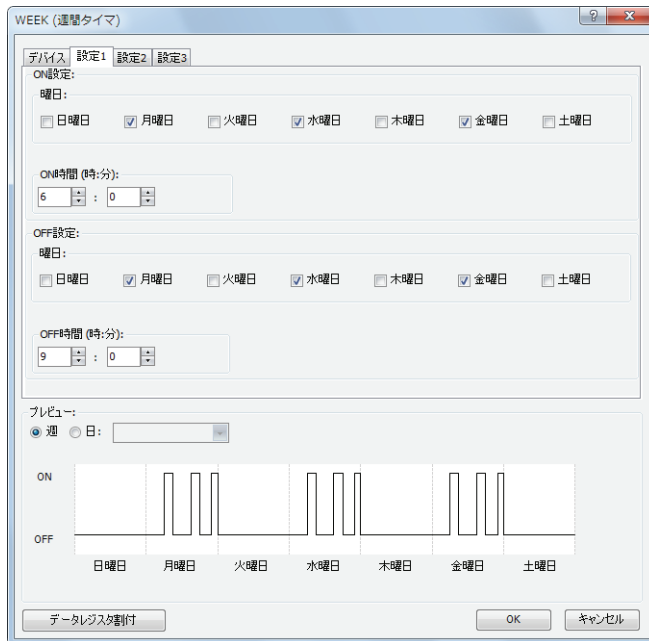 WEEK (週間タイマ)
デバイス 設定1 設定2 設定3
ON設定:
曜日:
日曜日 月曜日 火曜日 水曜日 木曜日 金曜日 土曜日
ON時間 (時:分):
6 : 0
OFF設定:
曜日:
日曜日 月曜日 火曜日 水曜日 木曜日 金曜日 土曜日
OFF時間 (時:分):
9 : 0
プレビュー:
週 日:
ON
OFF
日曜日 月曜日 火曜日 水曜日 木曜日 金曜日 土曜日
データレジスタ割付 OK キャンセル